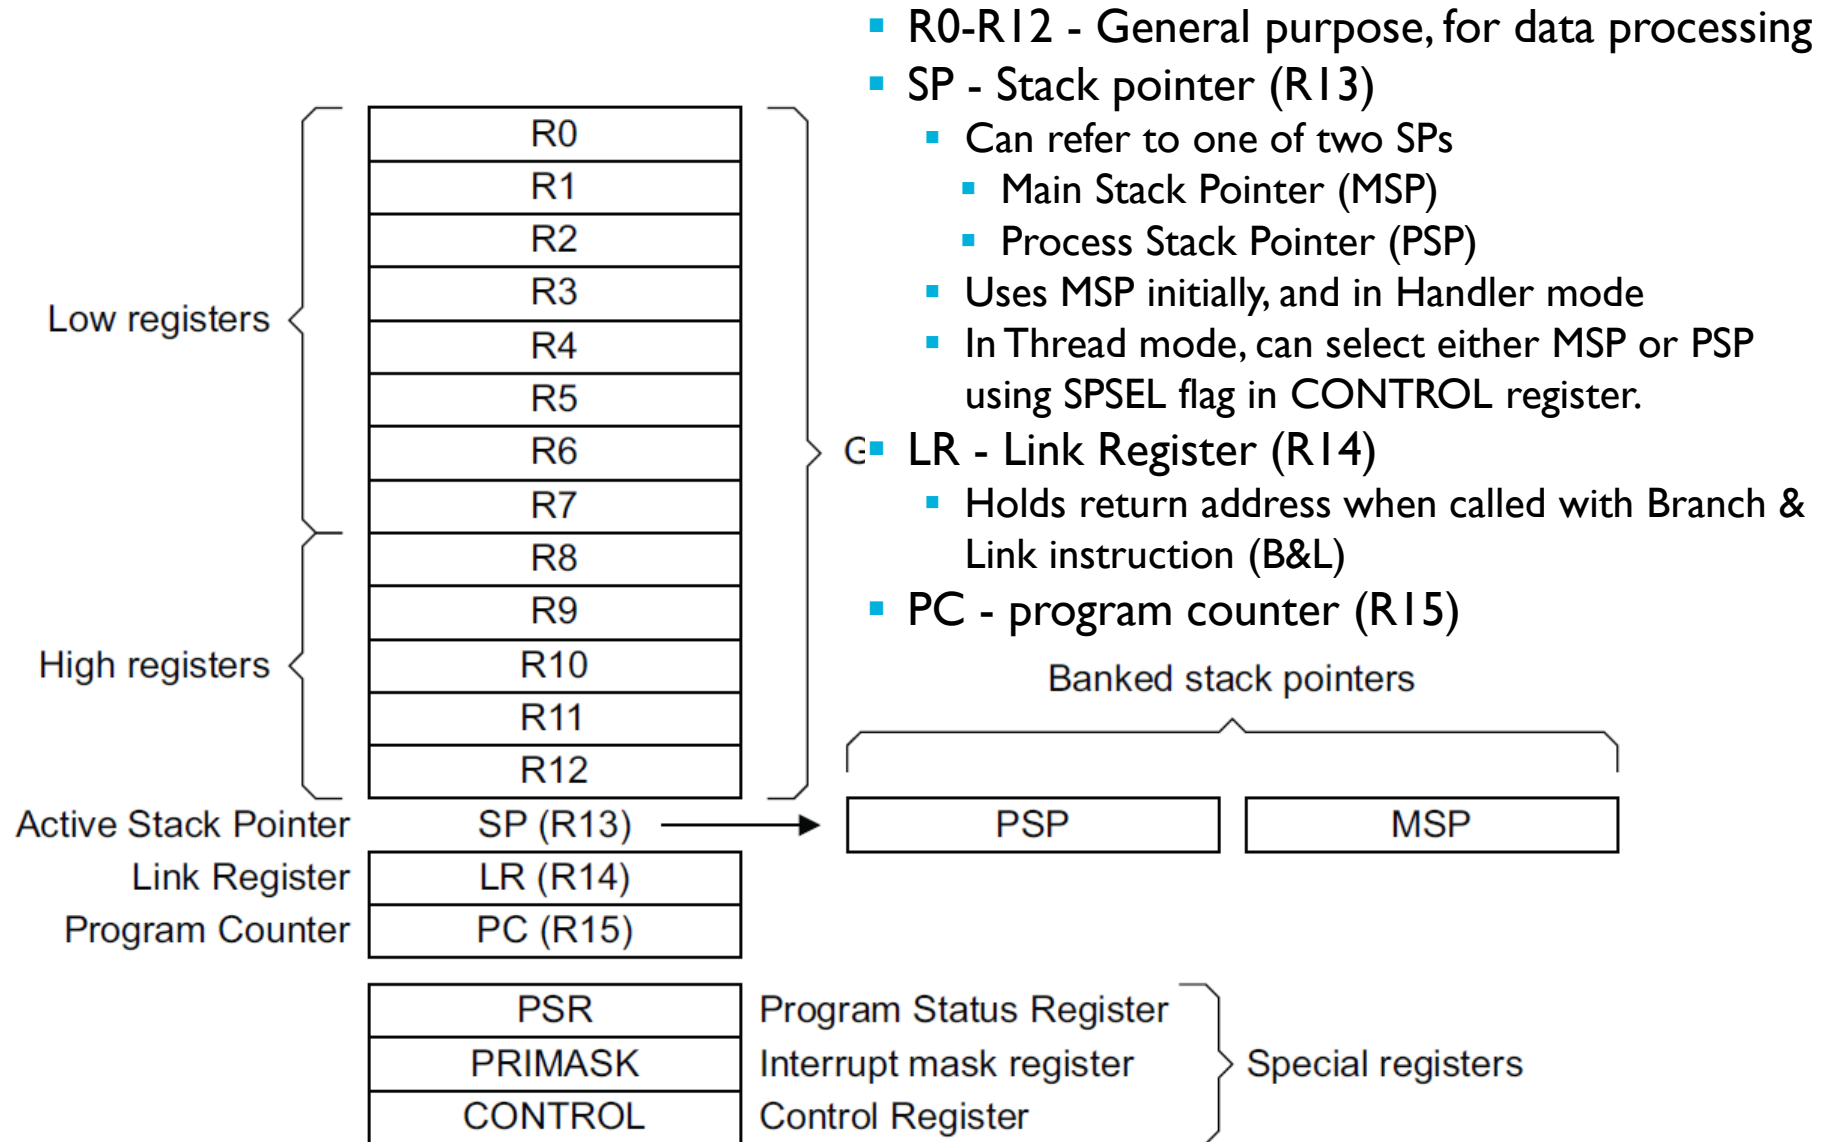 R0-R12 - General purpose, for data processing
SP - Stack pointer (R13)
Can refer to one of two SPs
Main Stack Pointer (MSP)
Process Stack Pointer (PSP)
Uses MSP initially, and in Handler mode
In Thread mode, can select either MSP or PSP
using SPSEL flag in CONTROL register.
LR - Link Register (R14)
Holds return address when called with Branch &
Link instruction (B&L)
PC - program counter (R15)
Low registers
High registers
R0
R1
R2
R3
R4
R5
R6
R7
R8
R9
R10
R11
R12
Banked stack pointers
Active Stack Pointer SP (R13) PSP MSP
Link Register LR (R14)
Program Counter PC (R15)
PSR Program Status Register
PRIMASK Interrupt mask register
CONTROL Control Register
Special registers